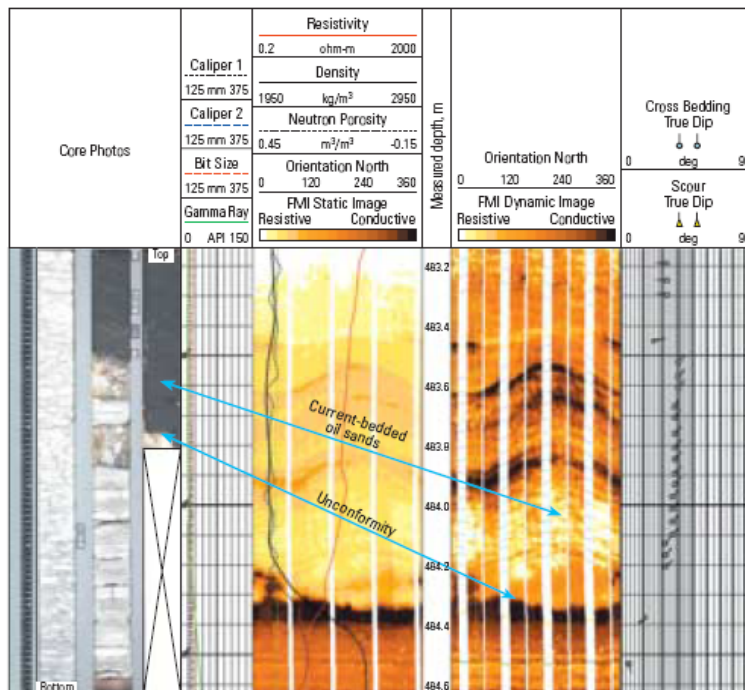 Core Photos
Caliper 1
125 mm 375
Caliper 2
125 mm 375
Bit Size
125 mm 375
Gamma Ray
0 API 150
Resistivity
0.2 ohm-m 2000
Density
1950 kg/m³ 2950
Neutron Porosity
0.45 m³/m³ -0.15
Orientation North
0 120 240 360
FMI Static Image
Resistive Conductive
Measured depth, m
Orientation North
0 120 240 360
FMI Dynamic Image
Resistive Conductive
Cross Bedding
True Dip
0 deg 9
Scour
True Dip
0 deg 9
Top
483.2
483.4
483.6
483.8
484.0
484.2
484.4
484.6
Current-bedded
oil sands
Unconformity
Bottom